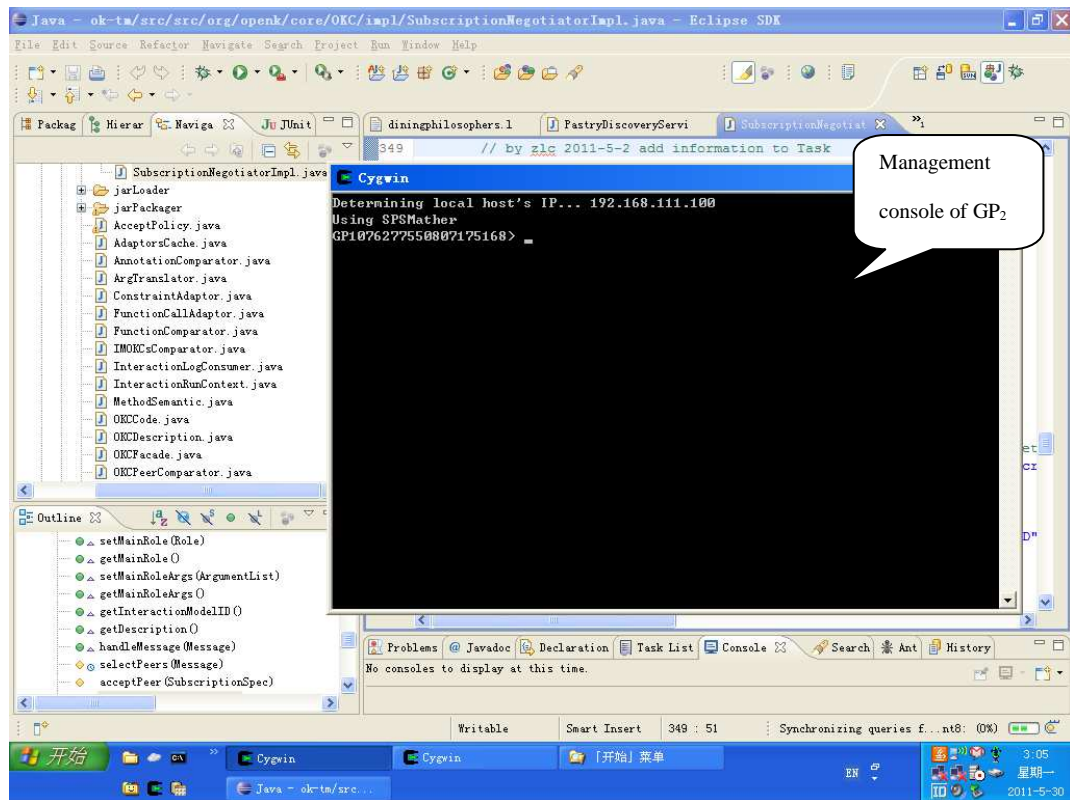 Java - ok-tm/src/src/org/openk/core/OKC/impl/SubscriptionNegotiatorImpl.java - Eclipse SDK
File Edit Source Refactor Navigate Search Project Run Window Help
Packag Hierar Naviga JUnit
diningphilosophers.l PastryDiscoveryServi SubscriptionNegotiat 1
349 // by zlc 2011-5-2 add information to Task
Management
console of GP2
SubscriptionNegotiatorImpl.java
jarLoader
jarPackager
AcceptPolicy.java
AdaptorsCache.java
AnnotationComparator.java
ArgTranslator.java
ConstraintAdaptor.java
FunctionCallAdaptor.java
FunctionComparator.java
IMOKCsComparator.java
InteractionLogConsumer.java
InteractionRunContext.java
MethodSemantic.java
OKCCode.java
OKCDescription.java
OKCFacade.java
OKCPeerComparator.java
Cygwin
Determining local host's IP... 192.168.111.100
Using SPSMather
GP1076277550807175168> _
et
cr
D"
Outline
setMainRole(Role)
getMainRole()
setMainRoleArgs(ArgumentList)
getMainRoleArgs()
getInteractionModelID()
getDescription()
handleMessage(Message)
selectPeers(Message)
acceptPeer(SubscriptionSpec)
Problems Javadoc Declaration Task List Console Search Ant History
No consoles to display at this time.
Writable Smart Insert 349 : 51 Synchronizing queries f...nt8: (0%)
开始 Cygwin Cygwin 「开始」菜单 EN 3:05
Java - ok-tm/src... 星期一
2011-5-30